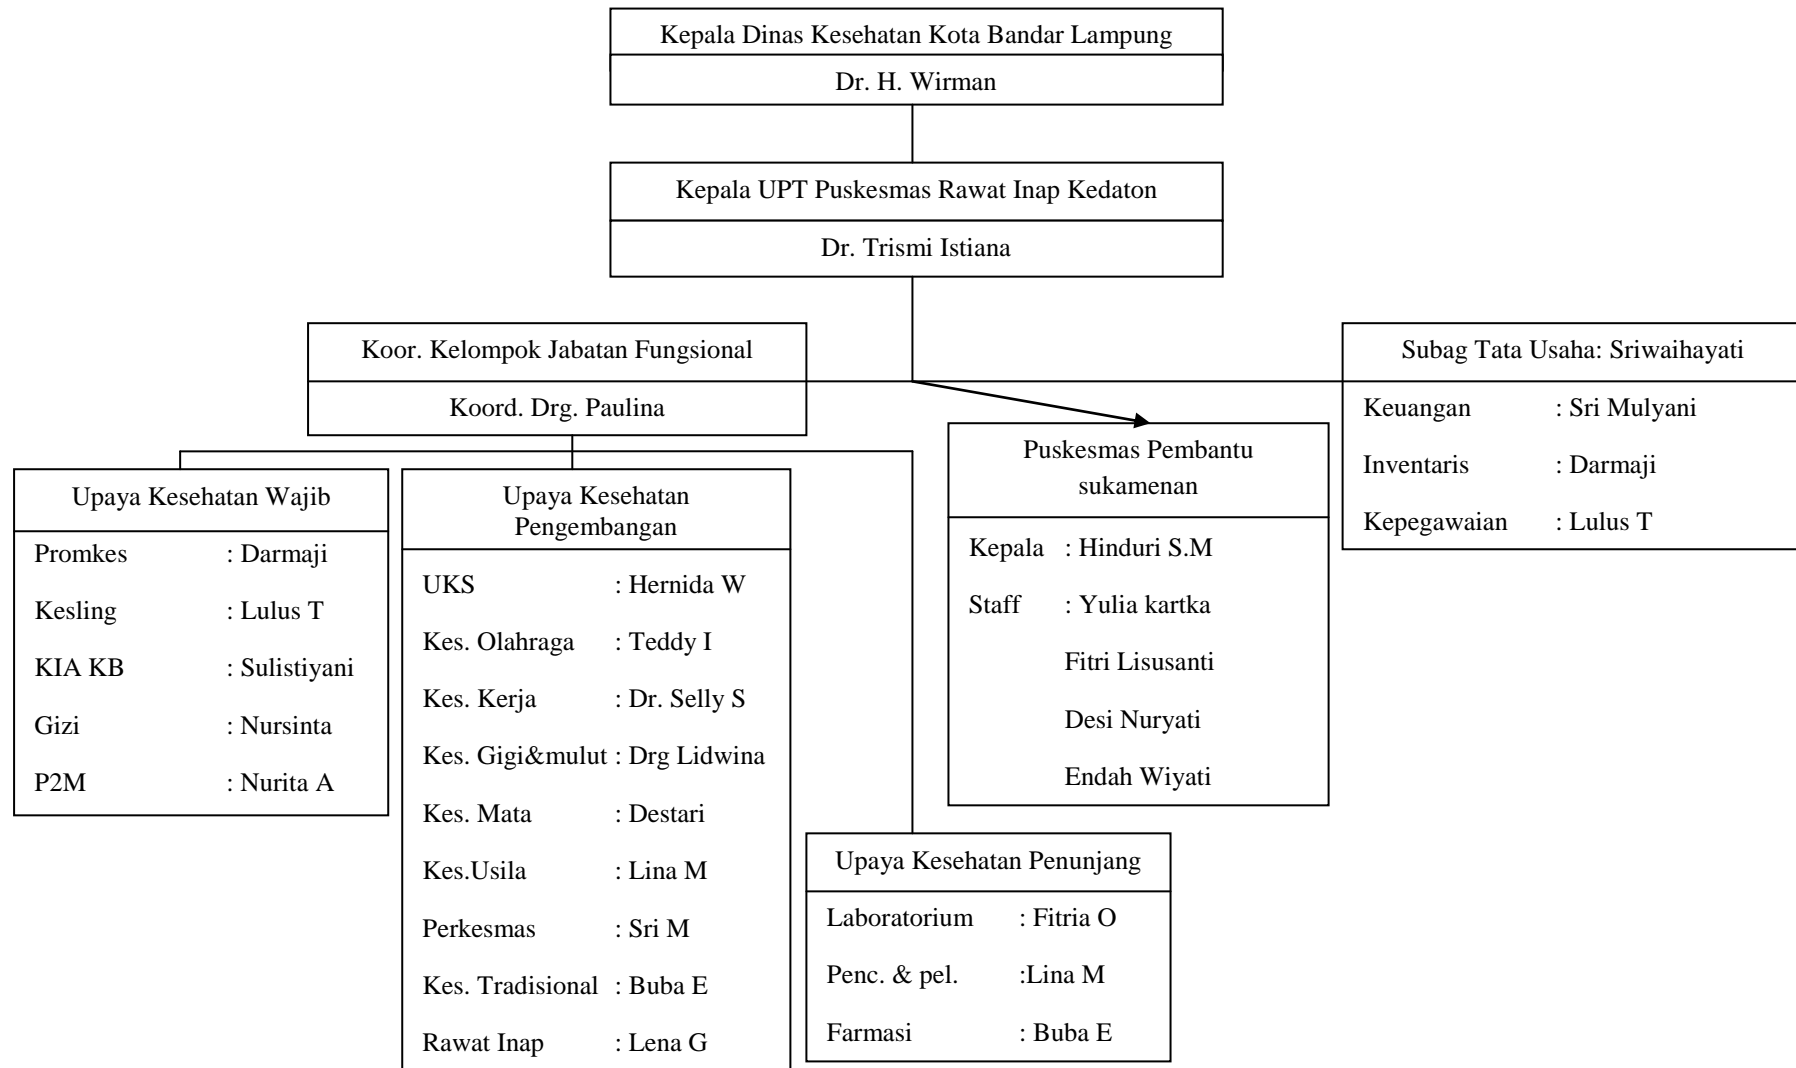 Kepala Dinas Kesehatan Kota Bandar Lampung
Dr. H. Wirman
Kepala UPT Puskesmas Rawat Inap Kedaton
Dr. Trismi Istiana
Koor. Kelompok Jabatan Fungsional
Koord. Drg. Paulina
Subag Tata Usaha: Sriwaihayati
Keuangan : Sri Mulyani
Inventaris : Darmaji
Kepegawaian : Lulus T
Puskesmas Pembantu
sukamenan
Kepala : Hinduri S.M
Staff : Yulia kartka
Fitri Lisusanti
Desi Nuryati
Endah Wiyati
Upaya Kesehatan Wajib
Promkes : Darmaji
Kesling : Lulus T
KIA KB : Sulistiyani
Gizi : Nursinta
P2M : Nurita A
Upaya Kesehatan
Pengembangan
UKS : Hernida W
Kes. Olahraga : Teddy I
Kes. Kerja : Dr. Selly S
Kes. Gigi&mulut : Drg Lidwina
Kes. Mata : Destari
Kes.Usila : Lina M
Perkesmas : Sri M
Kes. Tradisional : Buba E
Rawat Inap : Lena G
Upaya Kesehatan Penunjang
Laboratorium : Fitria O
Penc. & pel. :Lina M
Farmasi : Buba E